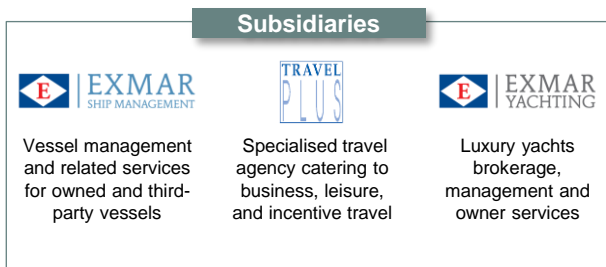 Subsidiaries
E EXMAR
SHIP MANAGEMENT
Vessel management
and related services
for owned and third-
party vessels
TRAVEL
PLUS
Specialised travel
agency catering to
business, leisure,
and incentive travel
E EXMAR
YACHTING
Luxury yachts
brokerage,
management and
owner services